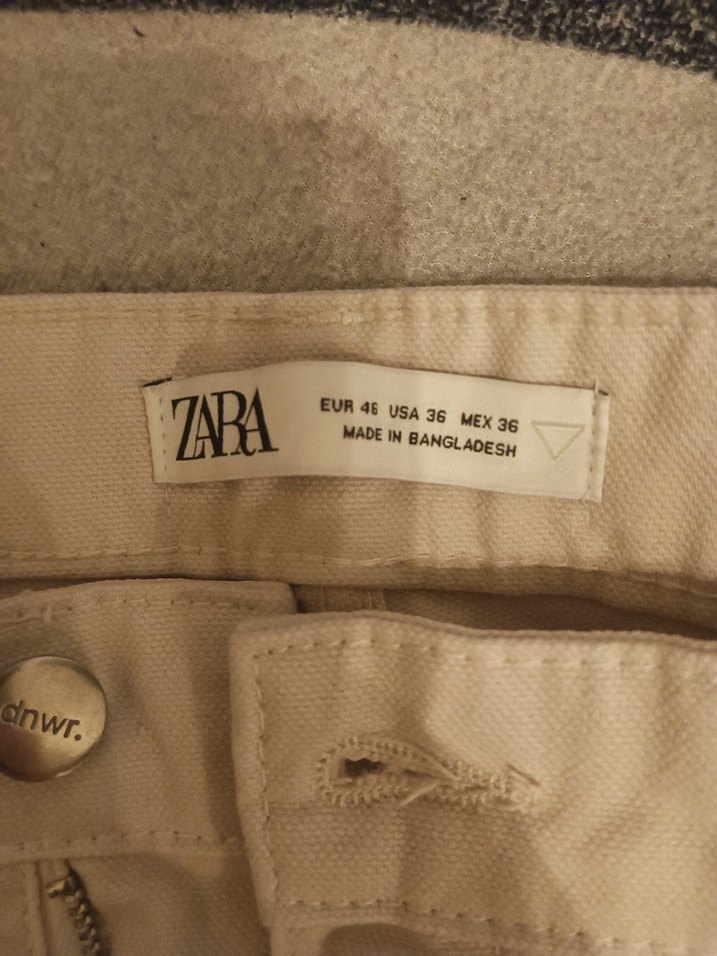 ZARA
EUR 46 USA 36 MEX 36
MADE IN BANGLADESH
dnwr.